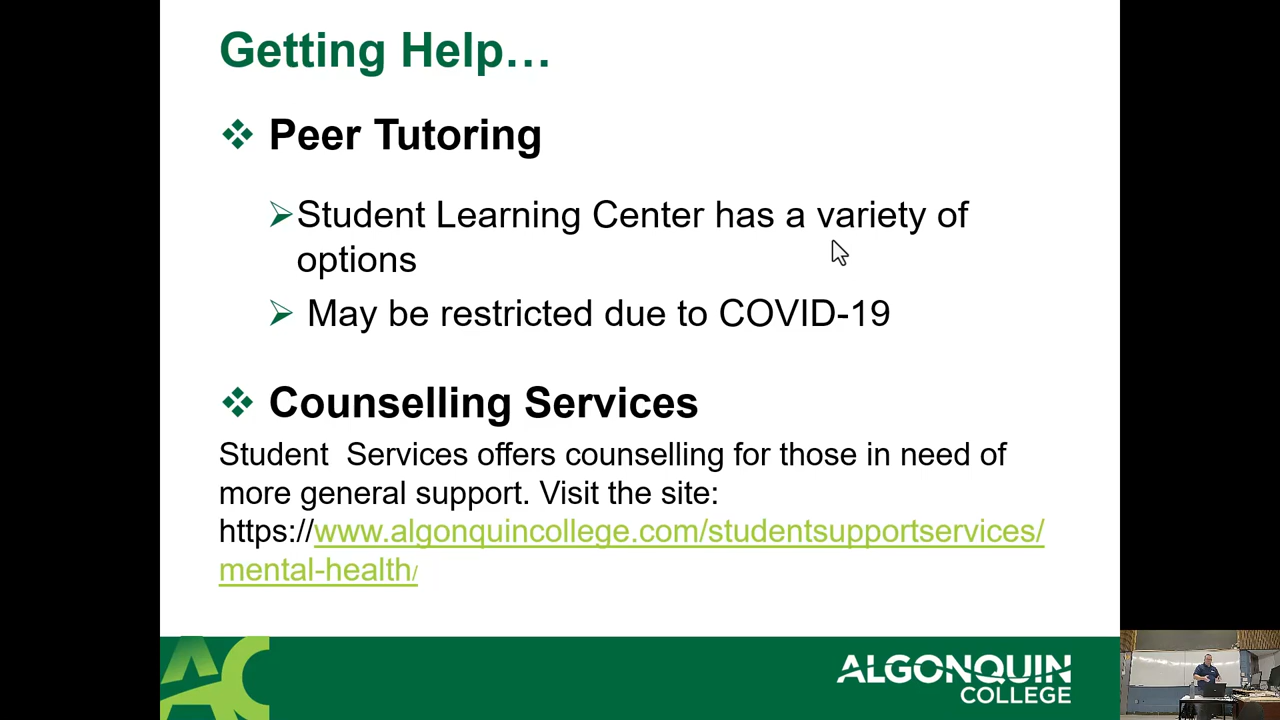 Getting Help…
Peer Tutoring
Student Learning Center has a variety of
options
May be restricted due to COVID-19
Counselling Services
Student  Services offers counselling for those in need of
more general support. Visit the site:
https://www.algonquincollege.com/studentsupportservices/
mental-health/
AC
ALGONQUIN
COLLEGE